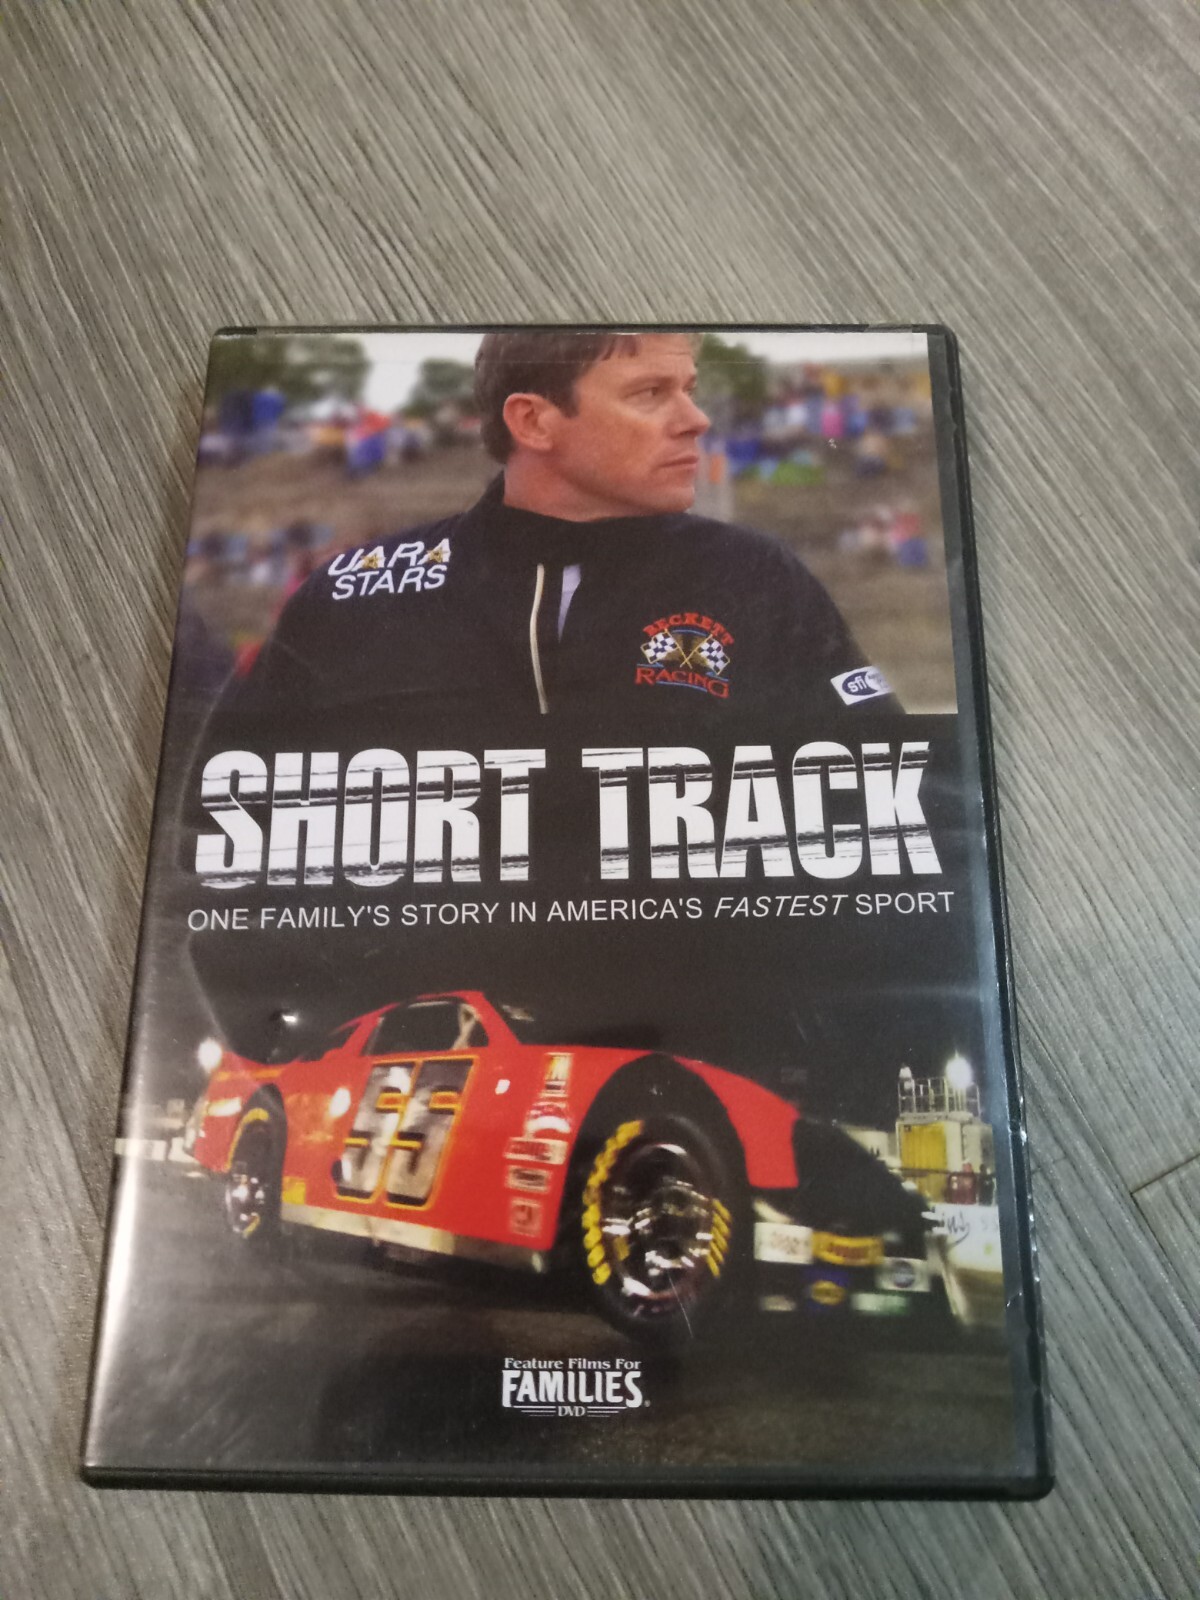 UARA
STARS
BECKETT
RACING
sfi
SHORT TRACK
ONE FAMILY'S STORY IN AMERICA'S FASTEST SPORT
55
Feature Films For
FAMILIES®
DVD